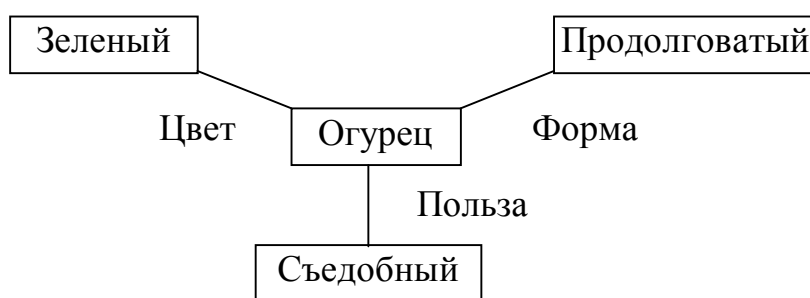 Зеленый
Продолговатый
Цвет
Огурец
Форма
Польза
Съедобный